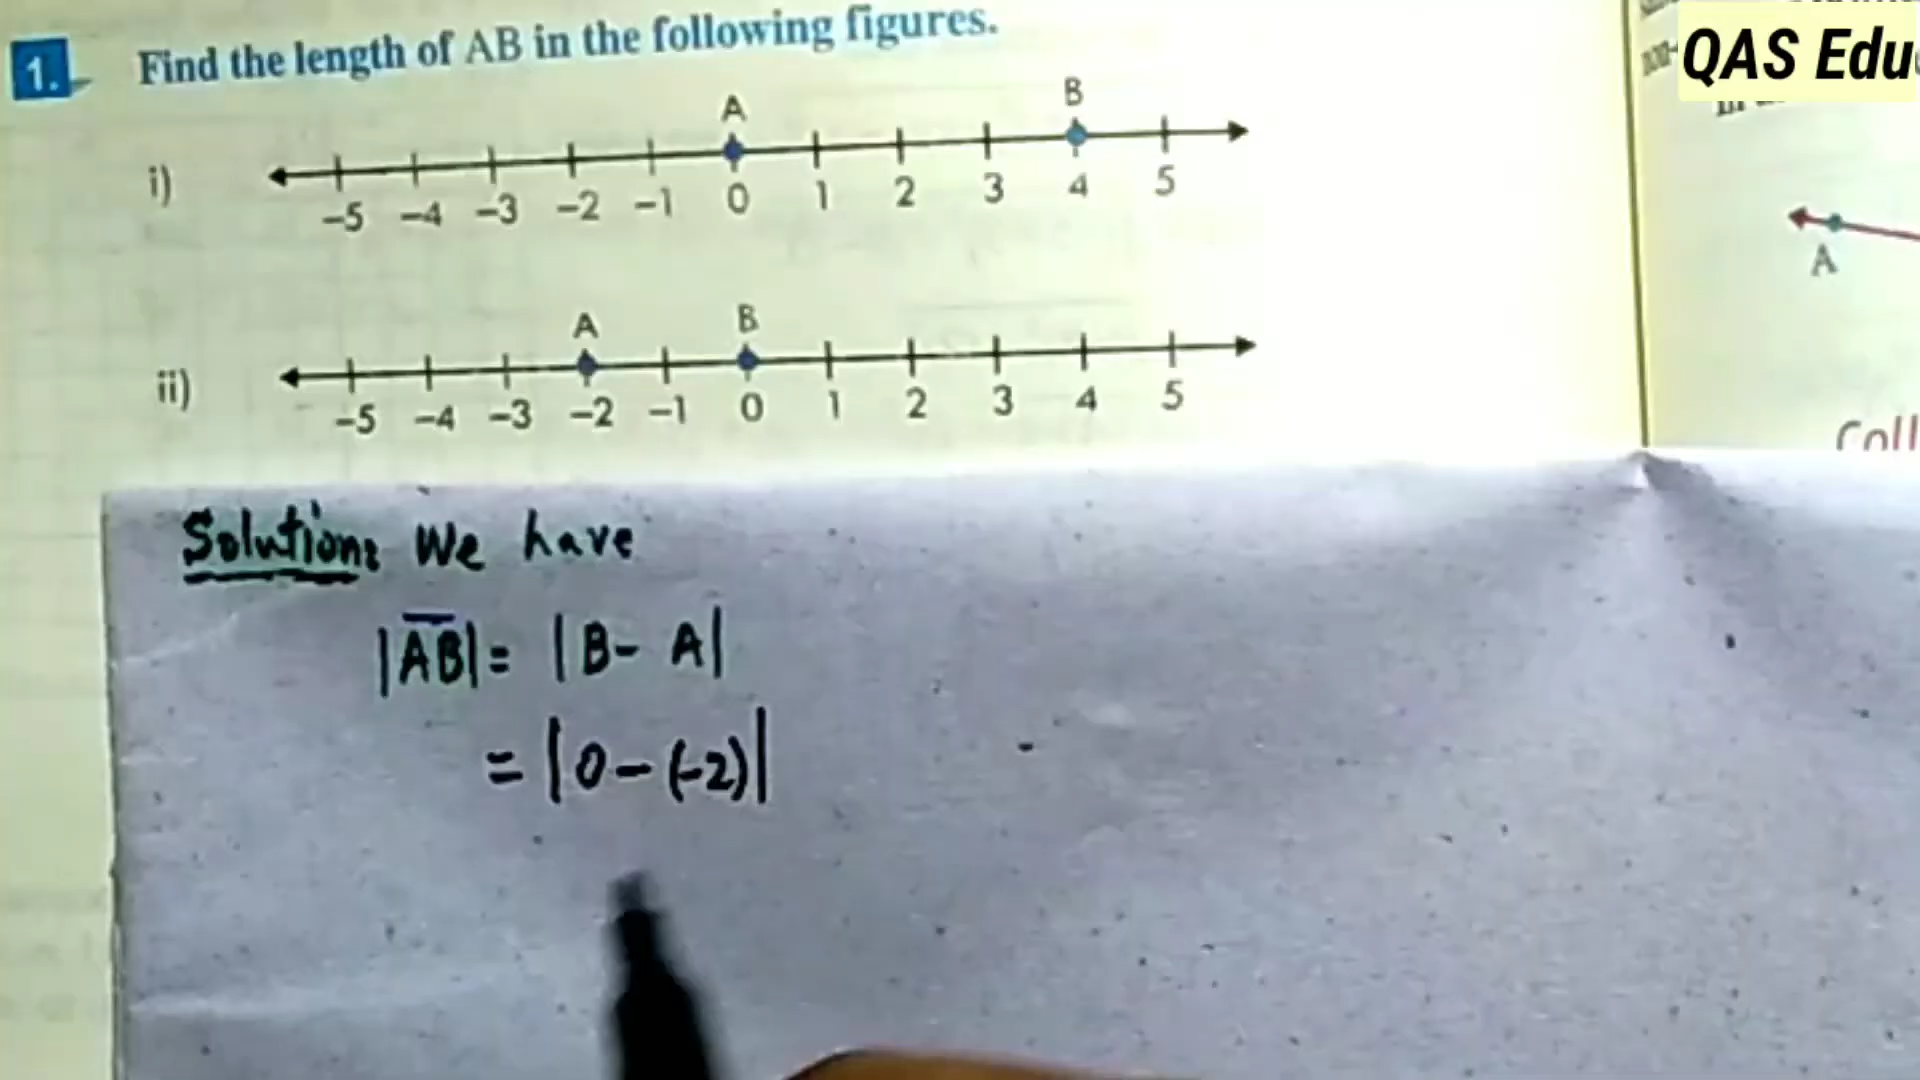 1. Find the length of AB in the following figures.
QAS Edu
A B
i)
-5 -4 -3 -2 -1 0 1 2 3 4 5
A
A B
ii)
-5 -4 -3 -2 -1 0 1 2 3 4 5
Coll
Solution: We have
|AB| = |B - A|
= |0 - (-2)|